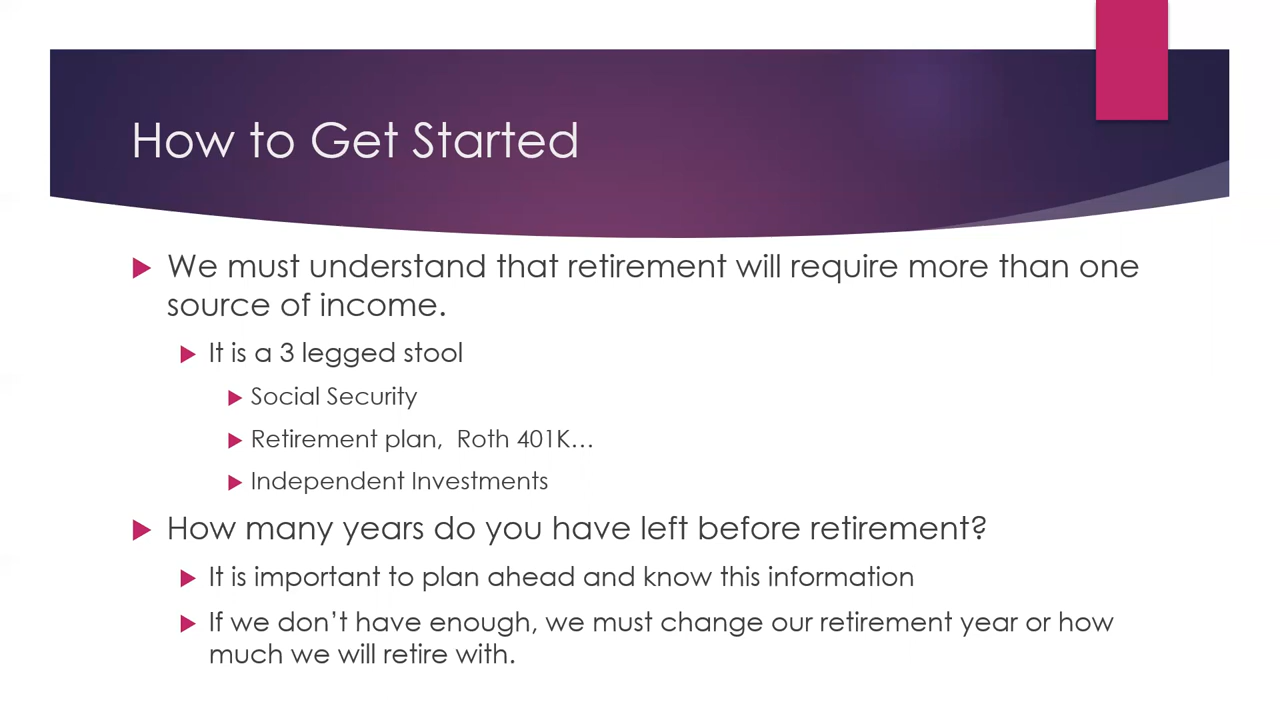 How to Get Started
We must understand that retirement will require more than one
source of income.
It is a 3 legged stool
Social Security
Retirement plan,  Roth 401K…
Independent Investments
How many years do you have left before retirement?
It is important to plan ahead and know this information
If we don’t have enough, we must change our retirement year or how
much we will retire with.